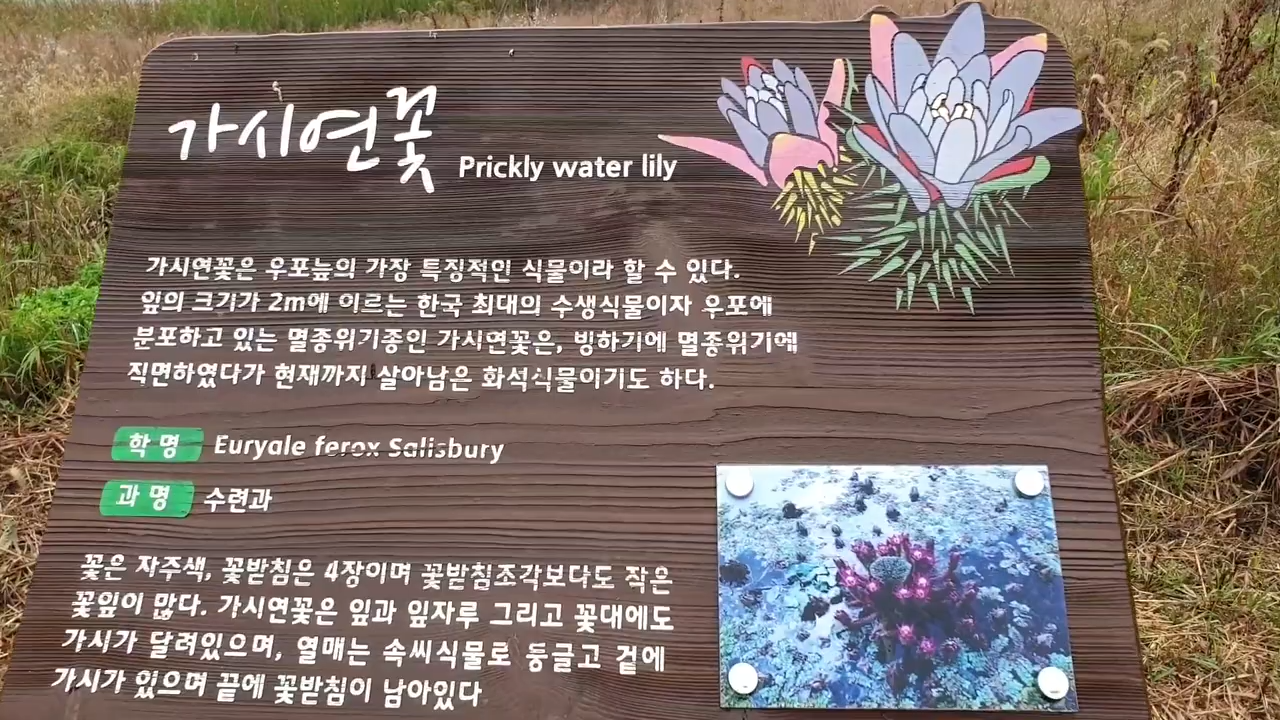 가시연꽃 Prickly water lily
가시연꽃은 우포늪의 가장 특징적인 식물이라 할 수 있다.
잎의 크기가 2m에 이르는 한국 최대의 수생식물이자 우포에
분포하고 있는 멸종위기종인 가시연꽃은, 빙하기에 멸종위기에
직면하였다가 현재까지 살아남은 화석식물이기도 하다.
학명 Euryale ferox Salisbury
과명 수련과
꽃은 자주색, 꽃받침은 4장이며 꽃받침조각보다도 작은
꽃잎이 많다. 가시연꽃은 잎과 잎자루 그리고 꽃대에도
가시가 달려있으며, 열매는 속씨식물로 둥글고 겉에
가시가 있으며 끝에 꽃받침이 남아있다